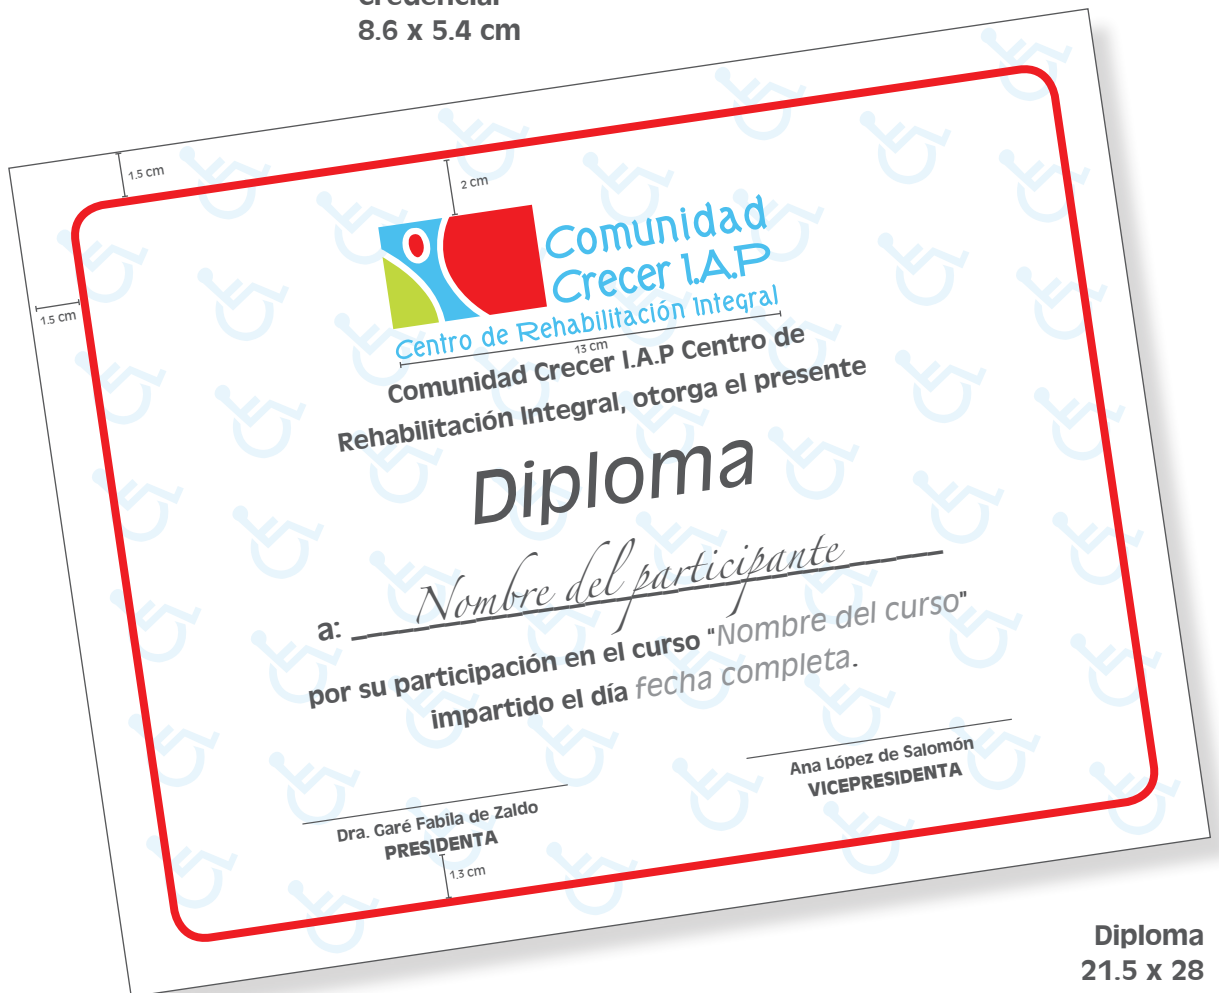 credencial
8.6 x 5.4 cm
1.5 cm
2 cm
1.5 cm
Comunidad
Crecer I.A.P
Centro de Rehabilitación Integral
13 cm
Comunidad Crecer I.A.P Centro de
Rehabilitación Integral, otorga el presente
Diploma
a: Nombre del participante
por su participación en el curso "Nombre del curso"
impartido el día fecha completa.
Ana López de Salomón
VICEPRESIDENTA
Dra. Garé Fabila de Zaldo
PRESIDENTA
1.3 cm
Diploma
21.5 x 28